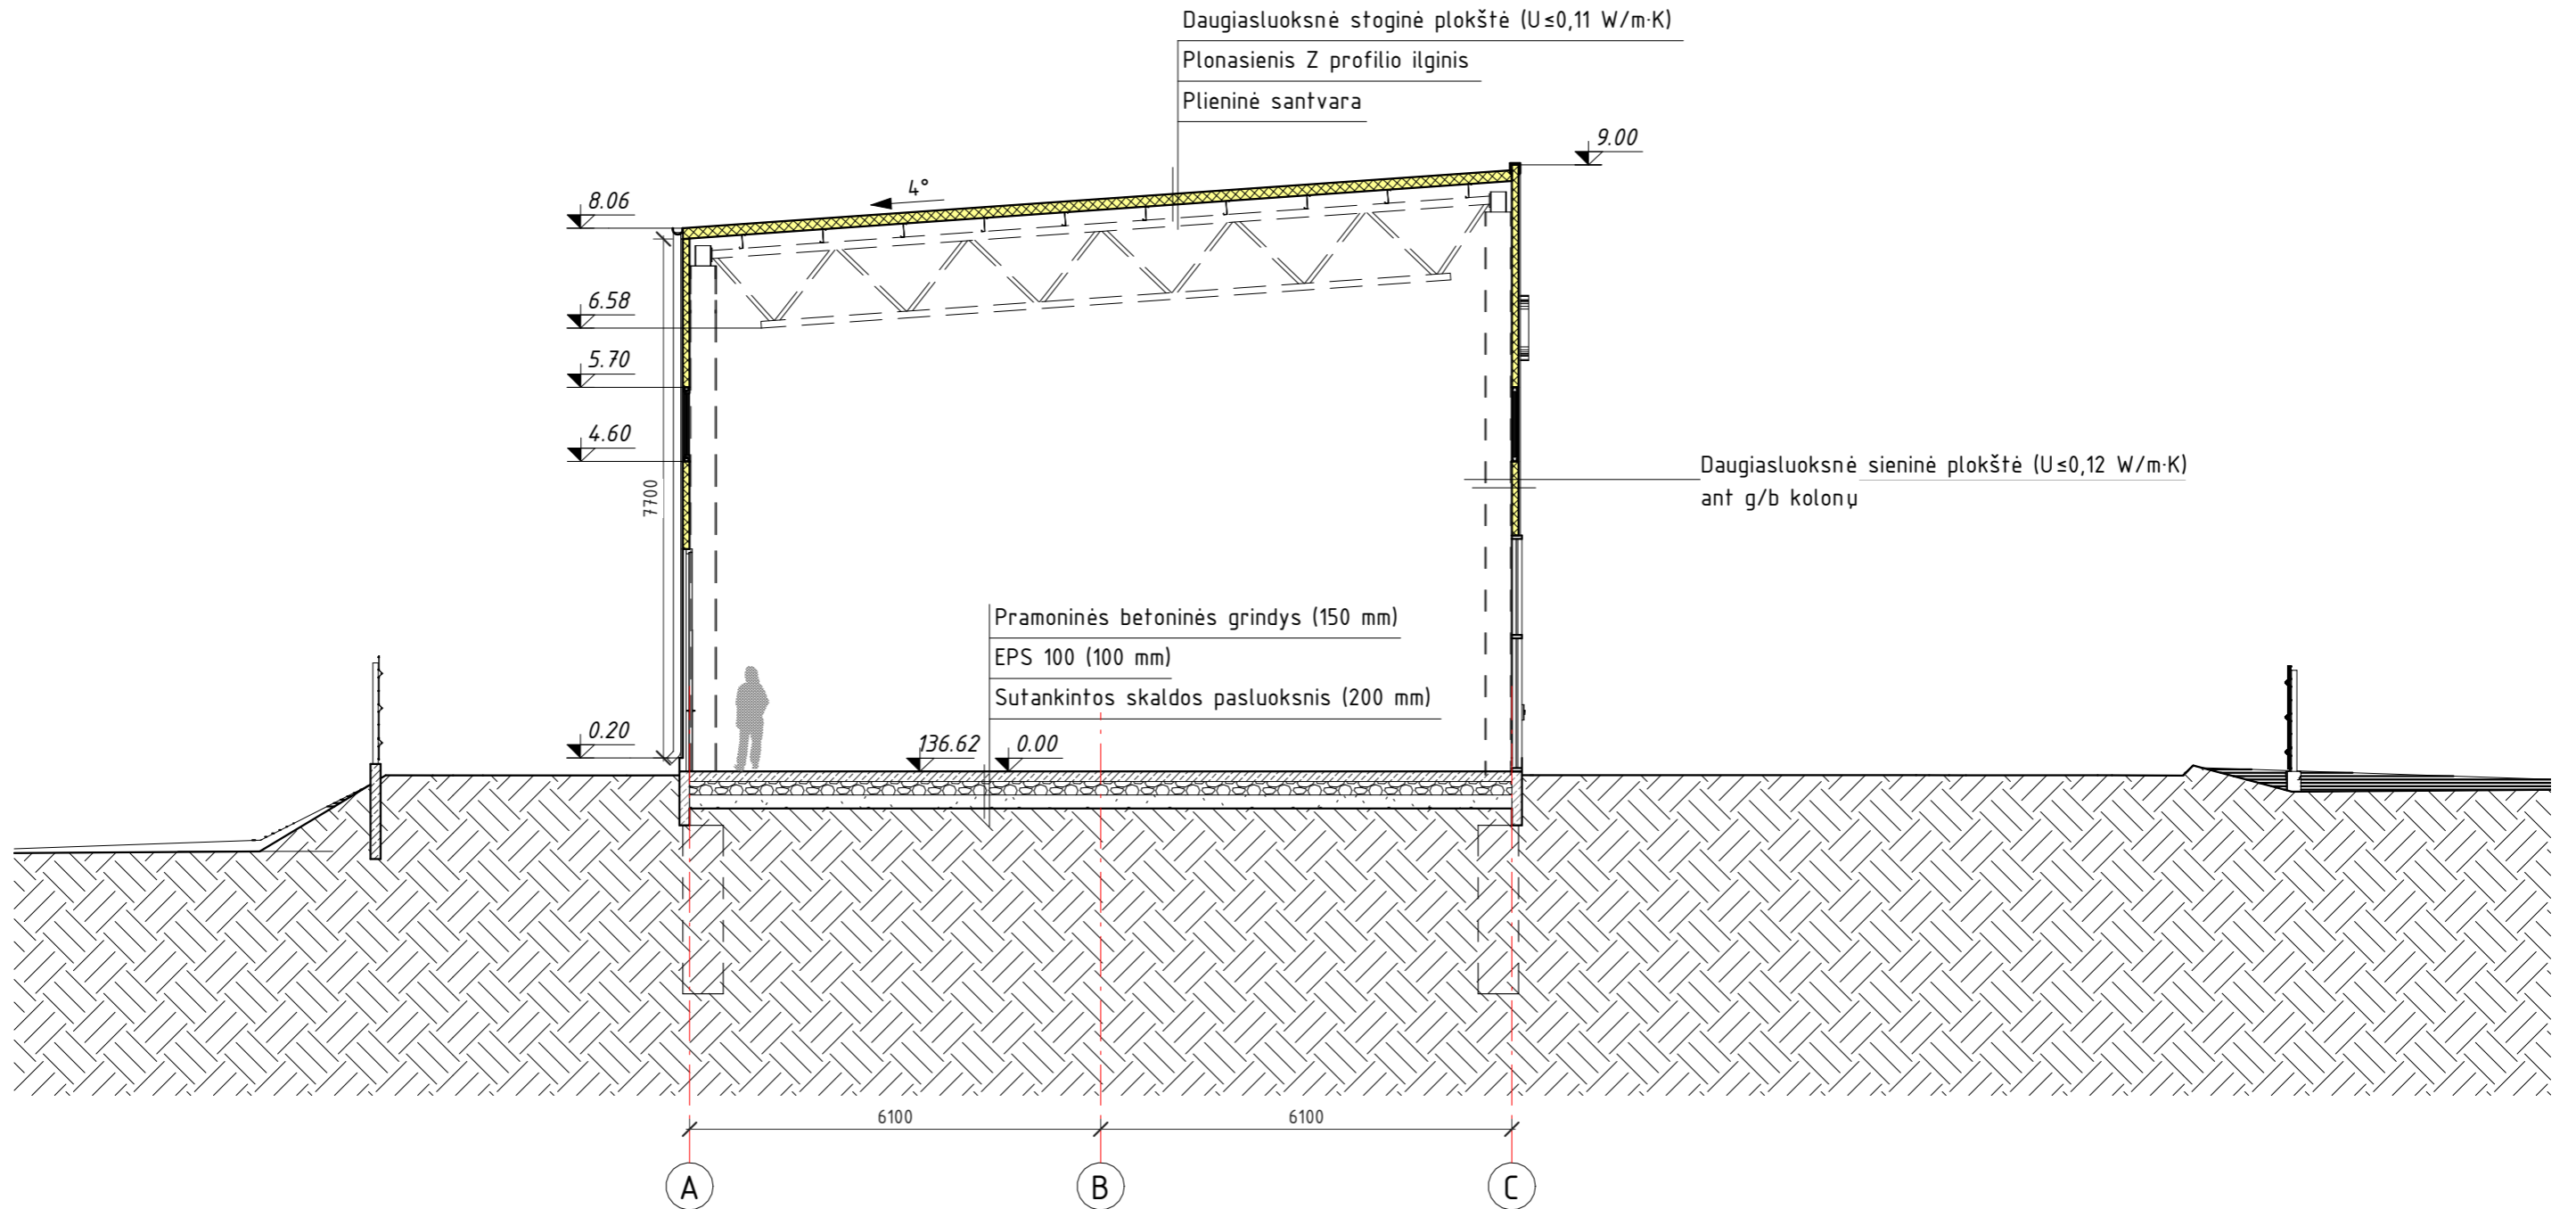 Daugiasluoksnė stoginė plokštė (U≤0,11 W/m·K)
Plonasienis Z profilio ilginis
Plieninė santvara
9.00
4°
8.06
6.58
5.70
4.60
7700
Daugiasluoksnė sieninė plokštė (U≤0,12 W/m·K)
ant g/b kolonų
Pramoninės betoninės grindys (150 mm)
EPS 100 (100 mm)
Sutankintos skaldos pasluoksnis (200 mm)
0.20
136.62
0.00
6100
6100
A
B
C